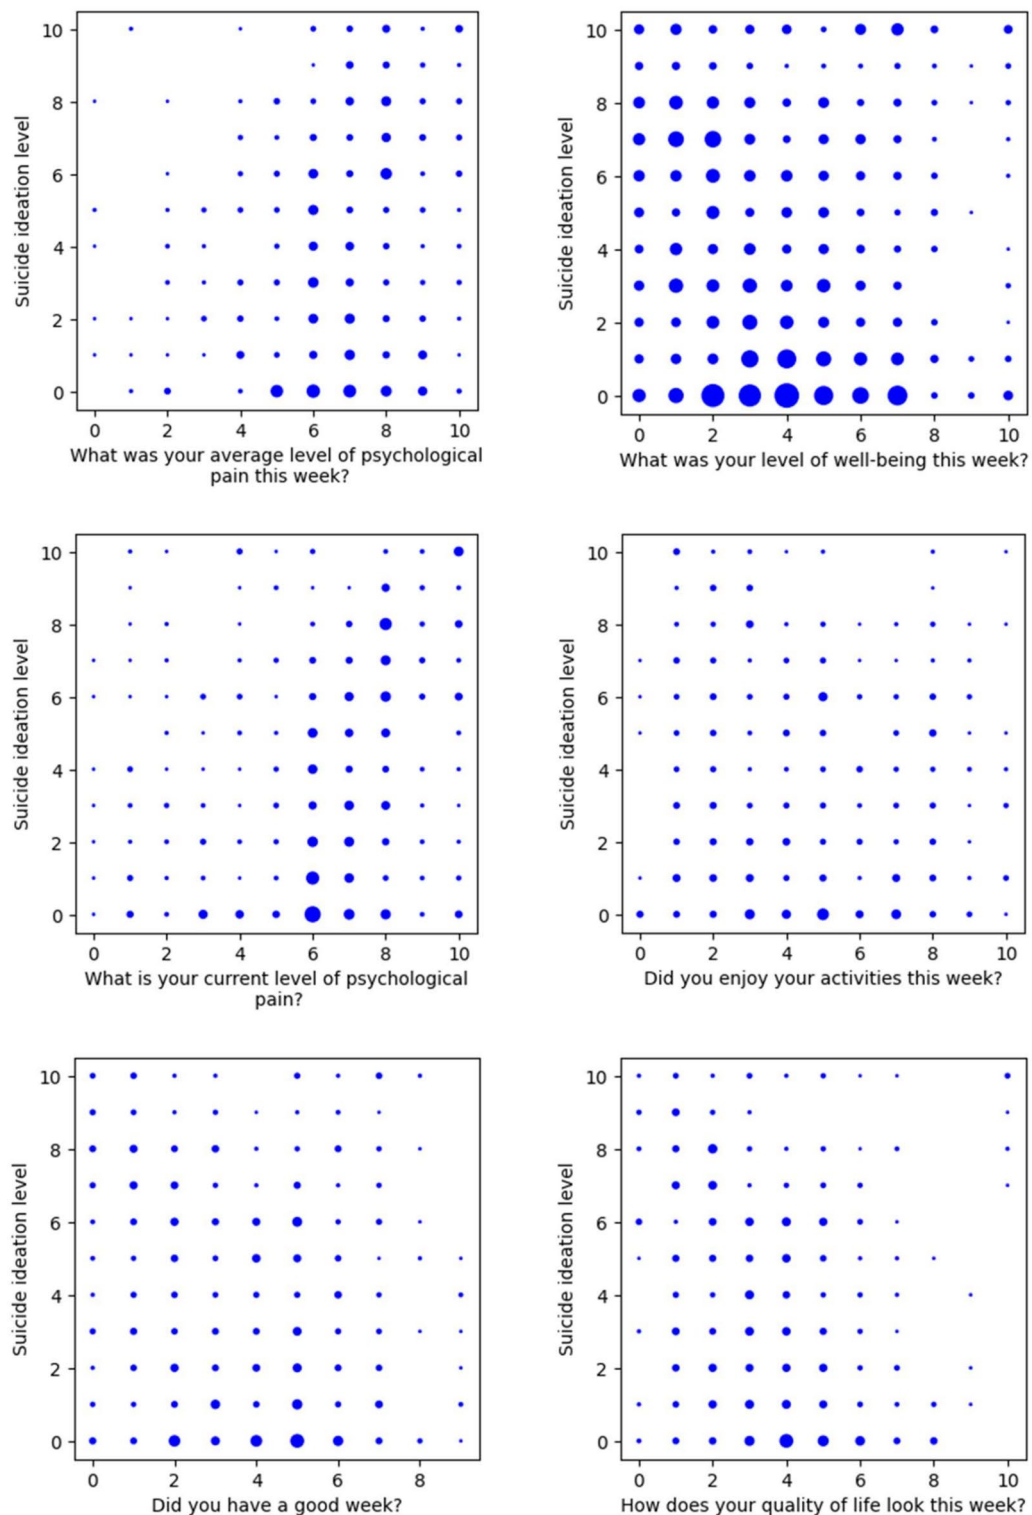 10
8
6
4
2
0
Suicide ideation level
0 2 4 6 8 10
What was your average level of psychological
pain this week?
10
8
6
4
2
0
Suicide ideation level
0 2 4 6 8 10
What was your level of well-being this week?
10
8
6
4
2
0
Suicide ideation level
0 2 4 6 8 10
What is your current level of psychological
pain?
10
8
6
4
2
0
Suicide ideation level
0 2 4 6 8 10
Did you enjoy your activities this week?
10
8
6
4
2
0
Suicide ideation level
0 2 4 6 8
Did you have a good week?
10
8
6
4
2
0
Suicide ideation level
0 2 4 6 8 10
How does your quality of life look this week?